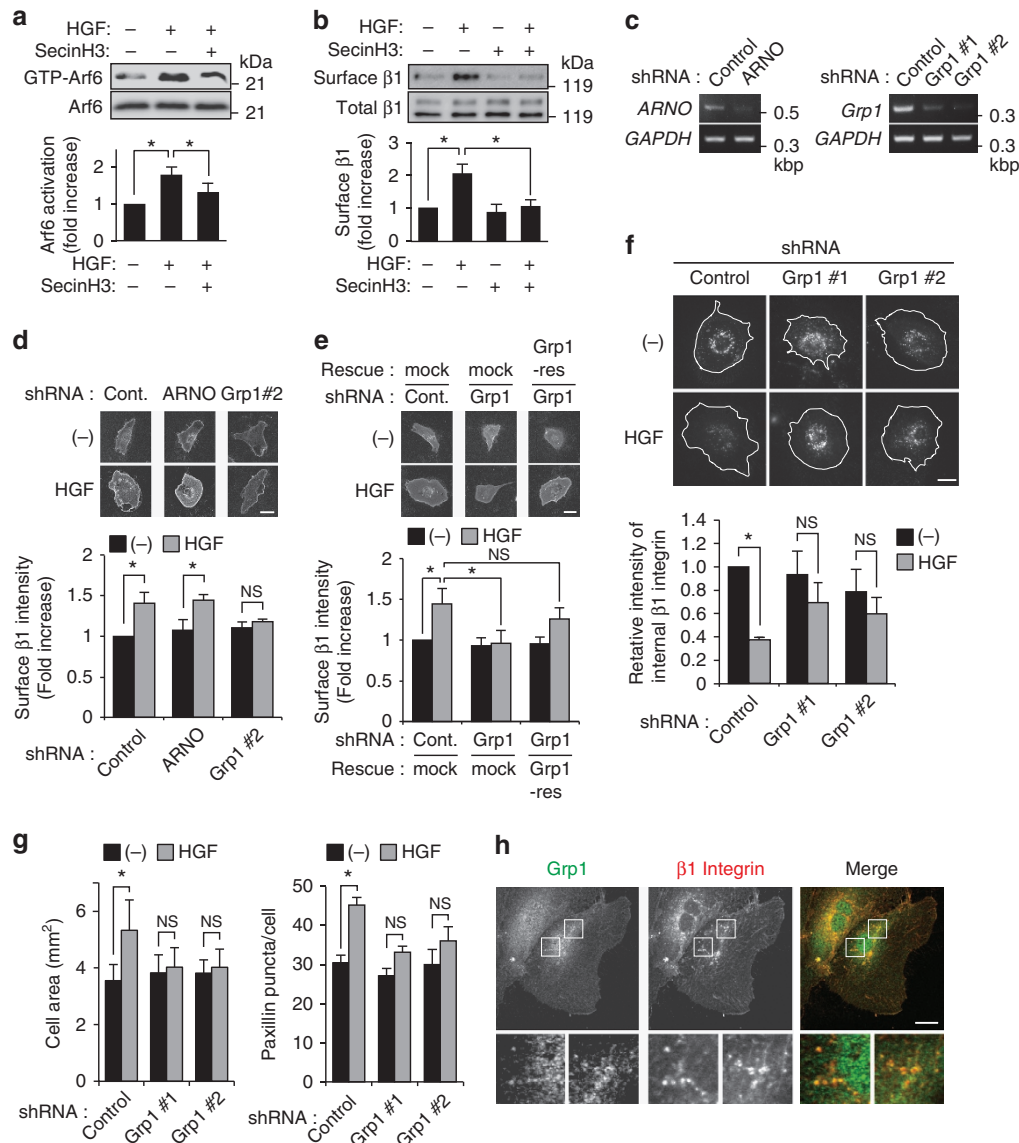 a
HGF: – + +
SecinH3: – – +
kDa
GTP-Arf6
21
Arf6
21
* *
Arf6 activation
(fold increase)
2
1
0
HGF: – + +
SecinH3: – – +
b
HGF: – + – +
SecinH3: – – + +
kDa
Surface β1
119
Total β1
119
* *
Surface β1
(fold increase)
3
2
1
0
HGF: – + – +
SecinH3: – – + +
c
shRNA : Control ARNO
ARNO
0.5
GAPDH
0.3
kbp
shRNA : Control Grp1 #1 Grp1 #2
Grp1
0.3
GAPDH
0.3
kbp
d
shRNA : Cont. ARNO Grp1#2
(–)
HGF
(–) HGF
* * NS
Surface β1 intensity
(Fold increase)
2
1.5
1
0.5
0
shRNA : Control ARNO Grp1 #2
e
Rescue : mock mock Grp1
-res
shRNA : Cont. Grp1 Grp1
(–)
HGF
(–) HGF
NS
* *
Surface β1 intensity
(Fold increase)
2
1.5
1
0.5
0
shRNA : Cont. Grp1 Grp1
Rescue : mock mock Grp1
-res
f
shRNA
Control Grp1 #1 Grp1 #2
(–)
HGF
(–)
HGF
* NS NS
Retative intensity of
internal β1 integrin
1.4
1.2
1.0
0.8
0.6
0.4
0.2
0
shRNA : Control Grp1 #1 Grp1 #2
g
(–) HGF
* NS NS
Cell area (mm²)
8
6
4
2
0
shRNA : Control Grp1 #1 Grp1 #2
(–) HGF
* NS NS
Paxillin puncta/cell
50
40
30
20
10
0
shRNA : Control Grp1 #1 Grp1 #2
h
Grp1 β1 Integrin Merge